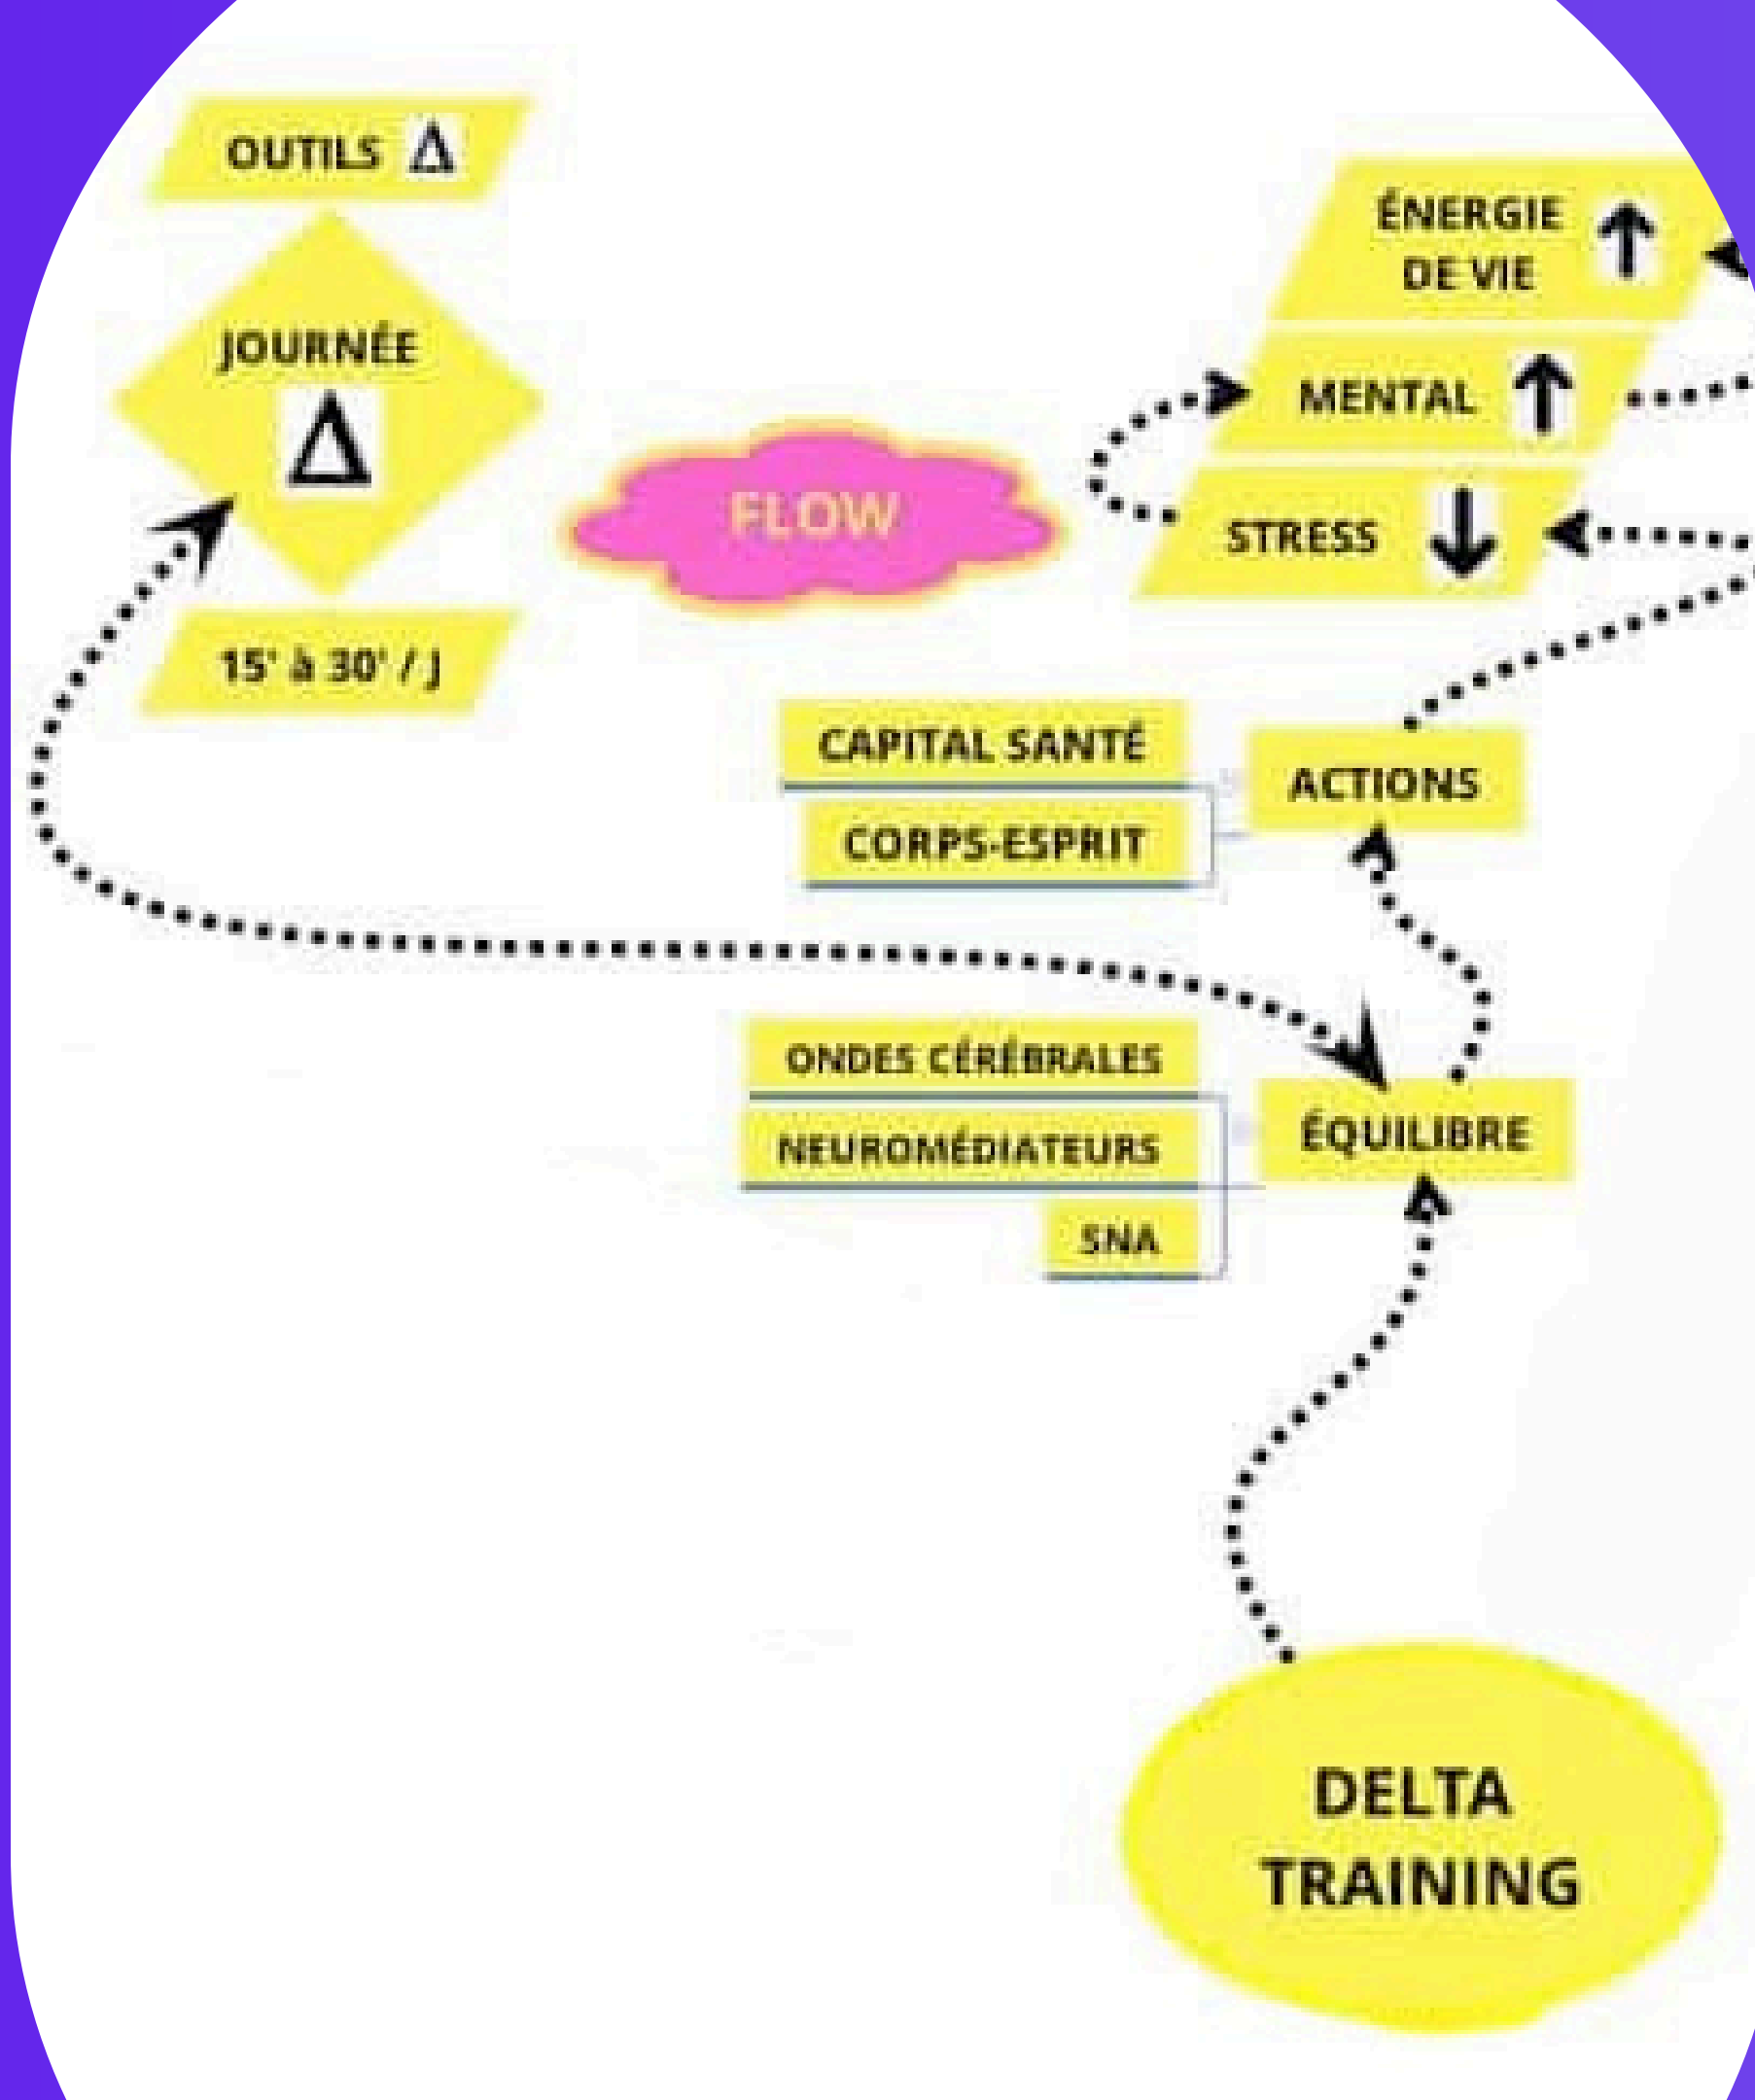 OUTILS Δ
JOURNÉE
Δ
15' à 30' / J
FLOW
ÉNERGIE
DE VIE ↑
MENTAL ↑
STRESS ↓
CAPITAL SANTÉ
CORPS-ESPRIT
ACTIONS
ONDES CÉRÉBRALES
NEUROMÉDIATEURS
SNA
ÉQUILIBRE
DELTA
TRAINING